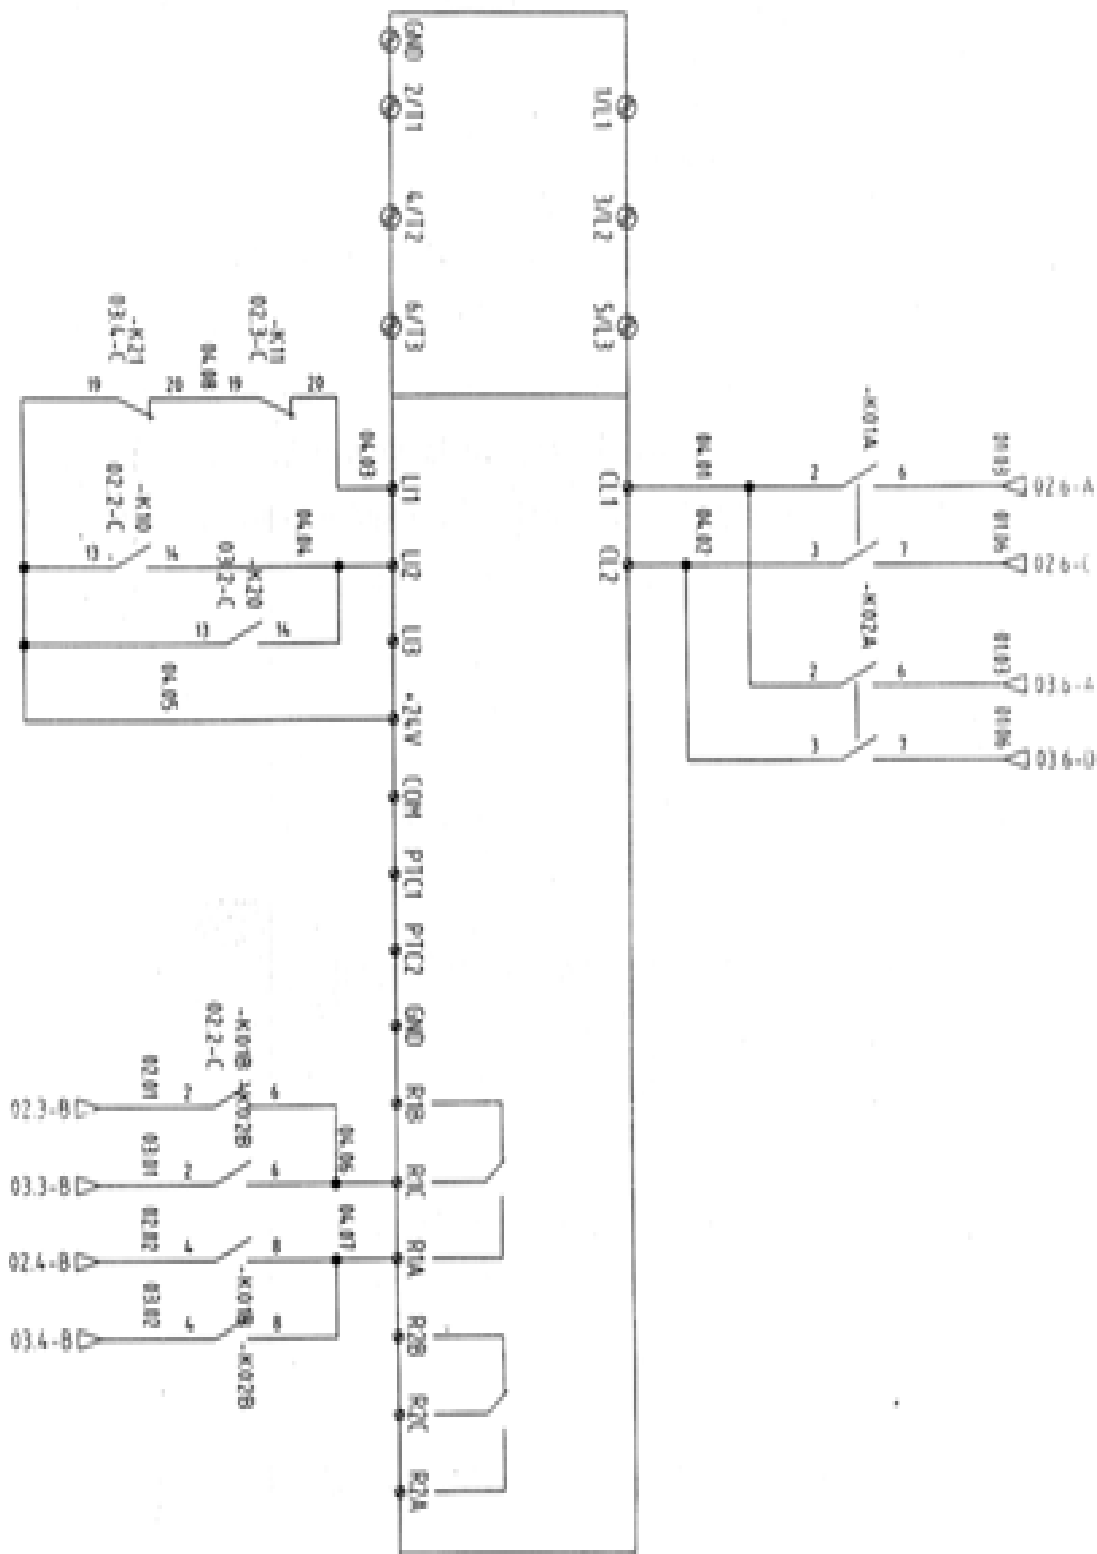 GND
2/T1
4/T2
6/T3
1/L1
3/L2
5/L3
-K21
03.4-C
-K11
02.3-C
19
20
04.08
19
20
04.03
LI1
-K10
02.2-C
13
14
04.04
LI2
-K20
03.2-C
13
14
LI3
04.05
+24V
COM
PTC1
PTC2
GND
CL1
04.01
2
-K01A
6
01.03
02.6-A
CL2
04.02
3
7
01.06
02.6-C
-K02A
2
6
01.03
03.6-A
3
7
01.06
03.6-D
-K01B
02.2-C
-K02B
02.3-B
02.01
2
6
R1B
03.3-B
03.01
2
6
04.06
R1C
02.4-B
02.02
4
8
04.07
R1A
-K01B
03.4-B
03.02
4
8
-K02B
R2B
R2C
R2A